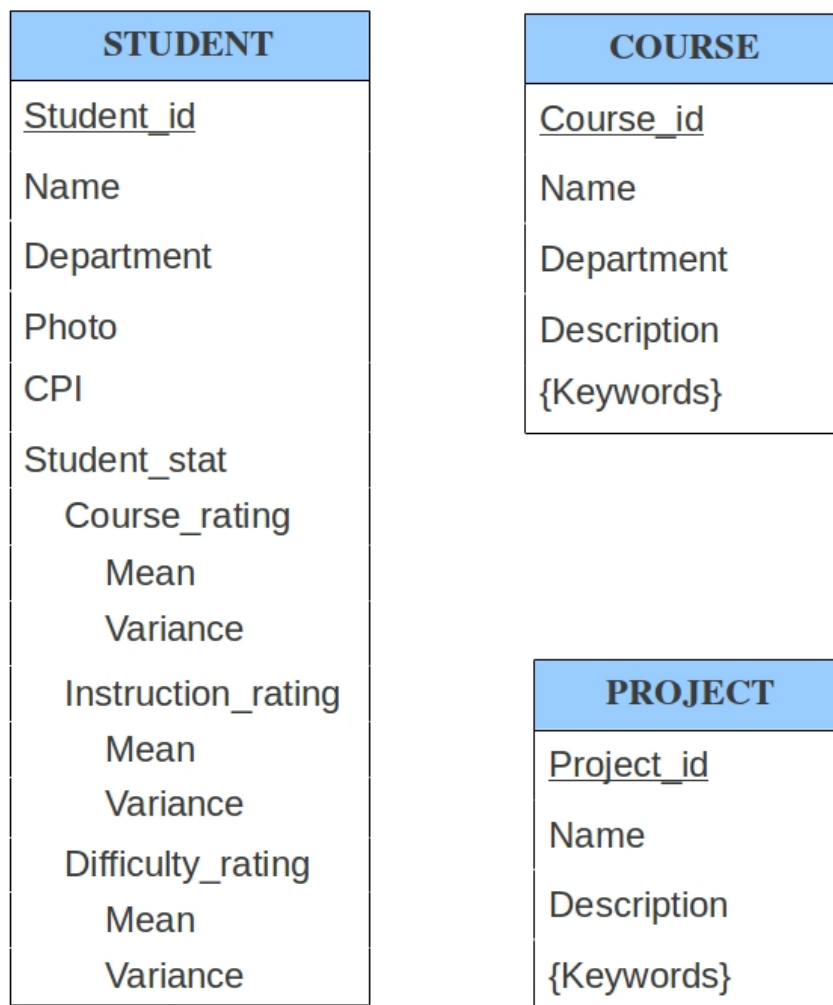 STUDENT
Student_id
Name
Department
Photo
CPI
Student_stat
Course_rating
Mean
Variance
Instruction_rating
Mean
Variance
Difficulty_rating
Mean
Variance
COURSE
Course_id
Name
Department
Description
{Keywords}
PROJECT
Project_id
Name
Description
{Keywords}